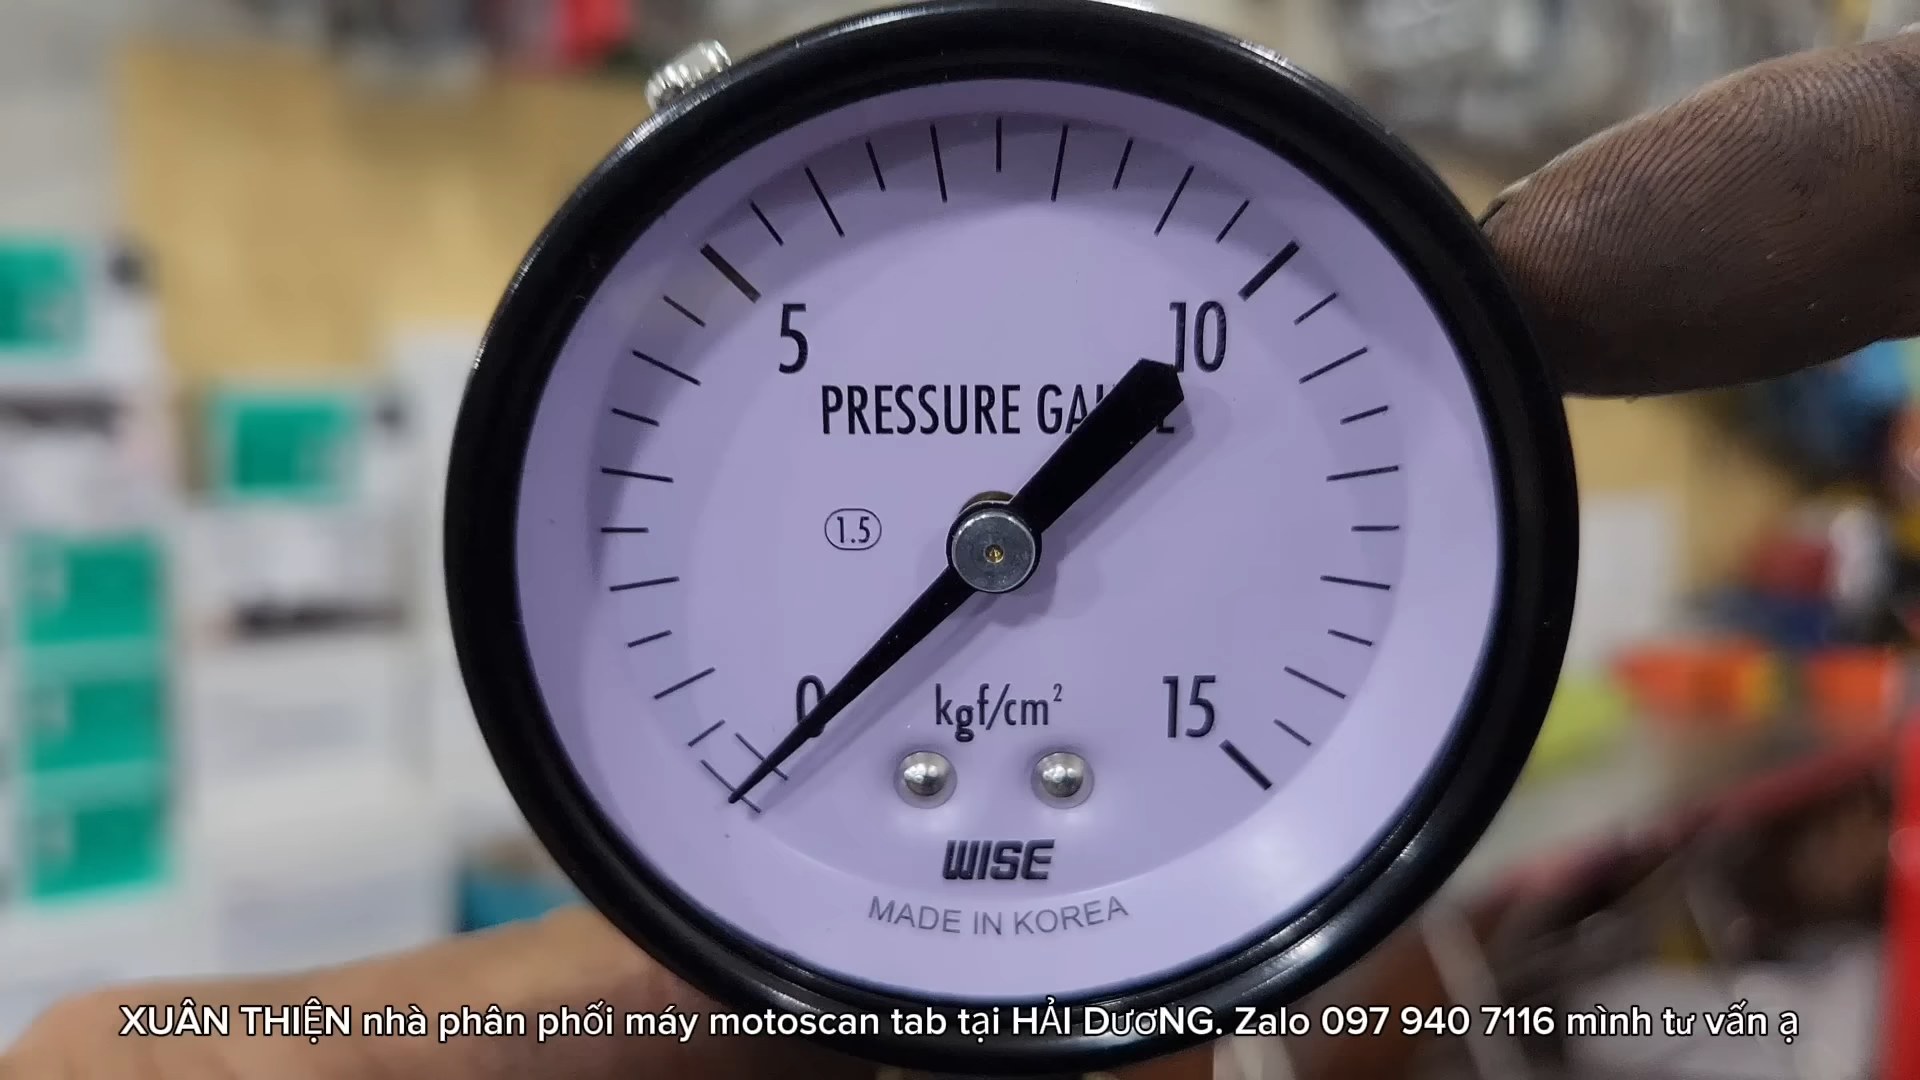 5
10
PRESSURE GAUGE
1.5
0
kgf/cm²
15
WISE
MADE IN KOREA
XUÂN THIỆN nhà phân phối máy motoscan tab tại HẢI DươNG. Zalo 097 940 7116 mình tư vấn ạ